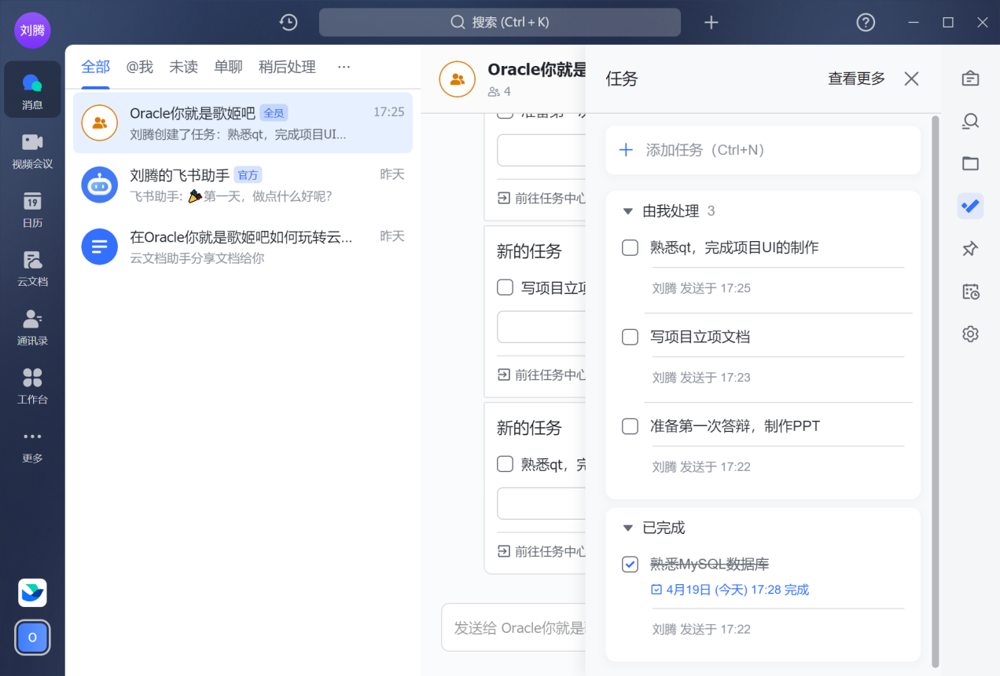 刘腾
搜索 (Ctrl + K)
消息
视频会议
19
日历
云文档
通讯录
工作台
更多
O
全部 @我 未读 单聊 稍后处理 ···
Oracle你就是歌姬吧 全员 17:25
刘腾创建了任务：熟悉qt，完成项目UI...
刘腾的飞书助手 官方 昨天
飞书助手: 🎉第一天，做点什么好呢?
在Oracle你就是歌姬吧如何玩转云... 昨天
云文档助手分享文档给你
Oracle你就是
4
准备第一次
前往任务中心
新的任务
写项目立项
前往任务中心
新的任务
熟悉qt，完
前往任务中心
发送给 Oracle你就是
任务 查看更多
添加任务（Ctrl+N）
由我处理 3
熟悉qt，完成项目UI的制作
刘腾 发送于 17:25
写项目立项文档
刘腾 发送于 17:23
准备第一次答辩，制作PPT
刘腾 发送于 17:22
已完成
熟悉MySQL数据库
4月19日 (今天) 17:28 完成
刘腾 发送于 17:22